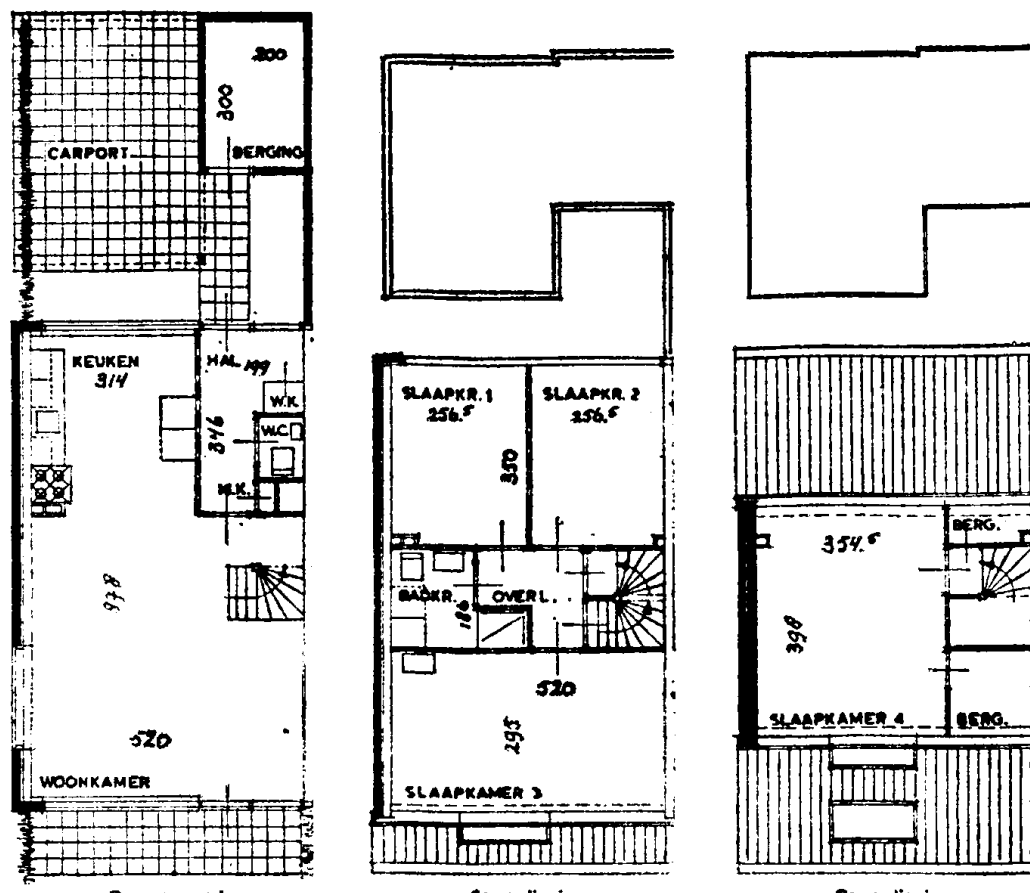 200
300
CARPORT
BERGING
KEUKEN
314
HAL
199
W.K.
W.C.
346
M.K.
978
520
WOONKAMER
SLAAPKR. 1
256.5
SLAAPKR. 2
256.5
350
BADKR.
186
OVERL.
520
295
SLAAPKAMER 3
BERG.
354.5
398
SLAAPKAMER 4
BERG.